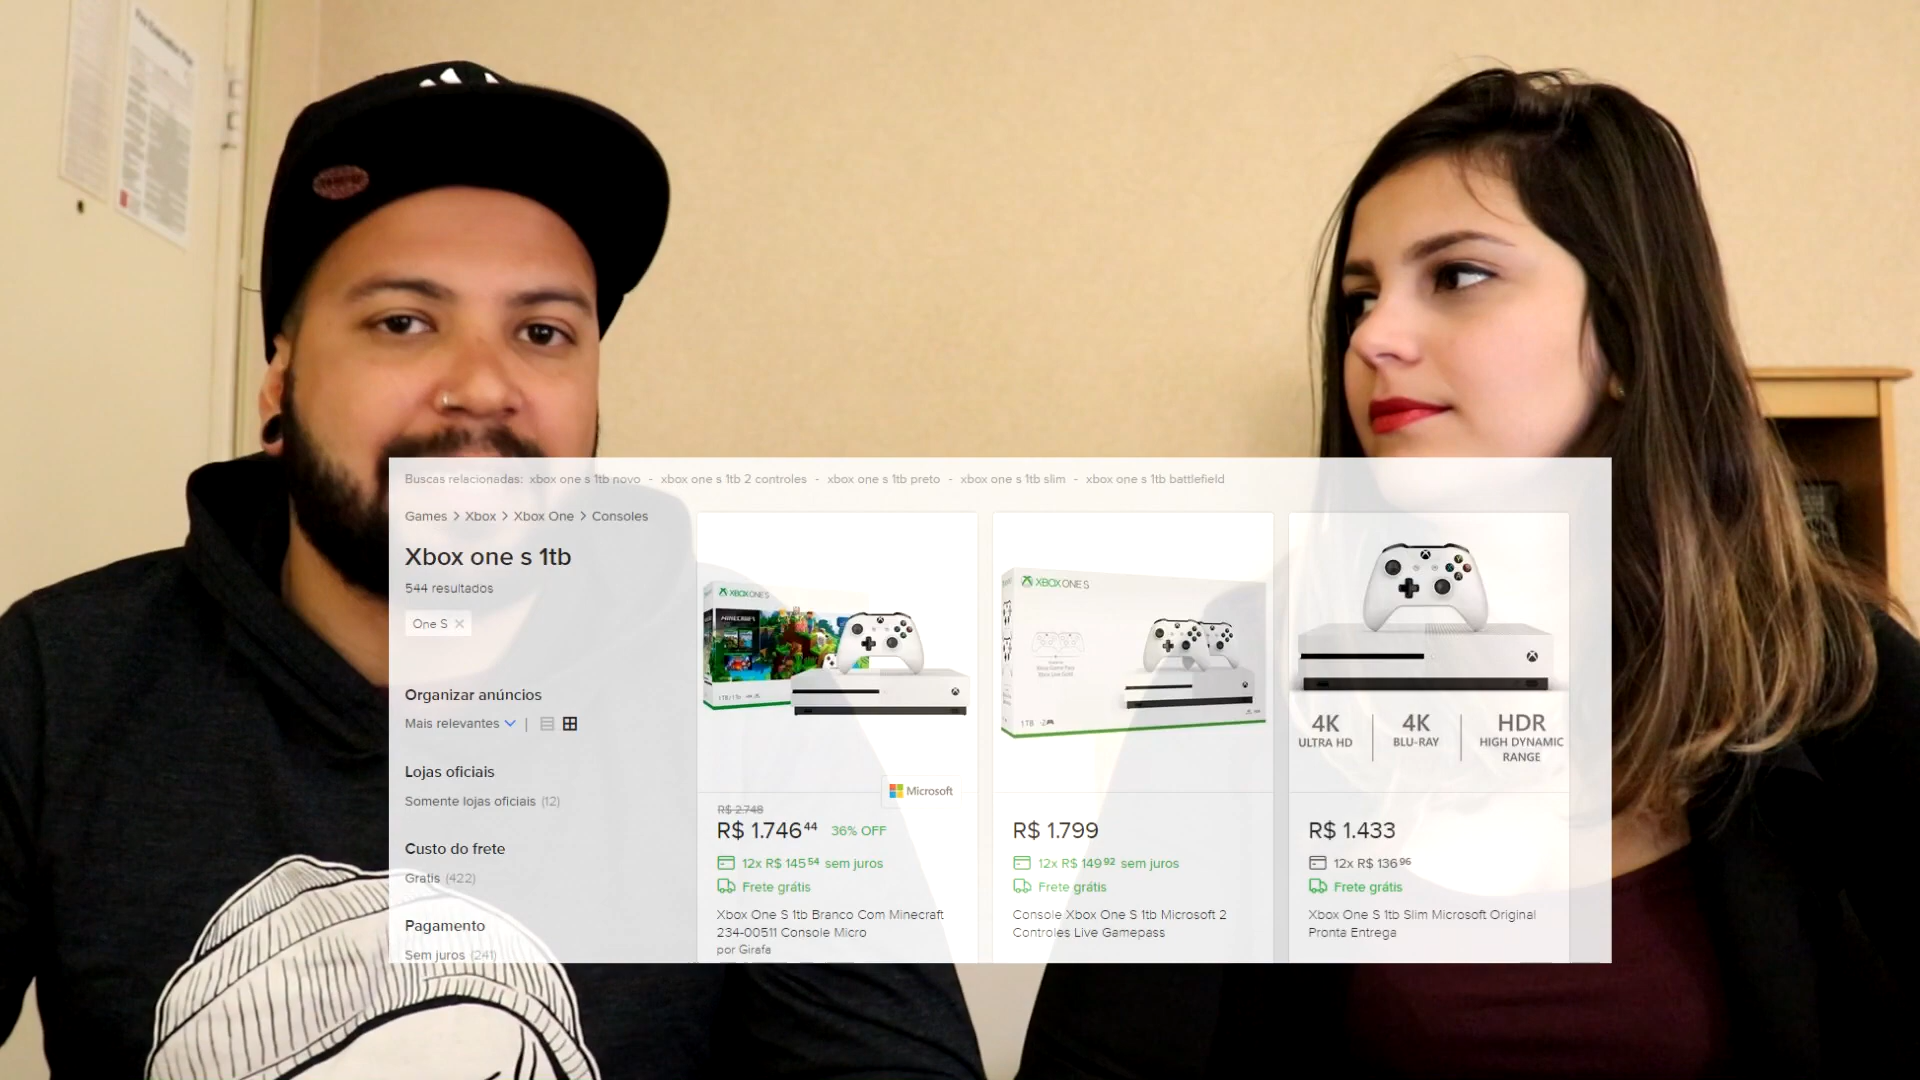 Buscas relacionadas: xbox one s 1tb novo - xbox one s 1tb 2 controles - xbox one s 1tb preto - xbox one s 1tb slim - xbox one s 1tb battlefield
Games > Xbox > Xbox One > Consoles
Xbox one s 1tb
544 resultados
One S ×
Organizar anúncios
Mais relevantes
Lojas oficiais
Somente lojas oficiais (12)
Custo do frete
Gratis (422)
Pagamento
Sem juros (241)
XBOX ONE S
MINECRAFT
Microsoft
R$ 2.748
R$ 1.746 44 36% OFF
12x R$ 145 54 sem juros
Frete grátis
Xbox One S 1tb Branco Com Minecraft
234-00511 Console Micro
por Girafa
XBOX ONE S
1TB
R$ 1.799
12x R$ 149 92 sem juros
Frete grátis
Console Xbox One S 1tb Microsoft 2
Controles Live Gamepass
4K
ULTRA HD
4K
BLU-RAY
HDR
HIGH DYNAMIC
RANGE
R$ 1.433
12x R$ 136 96
Frete grátis
Xbox One S 1tb Slim Microsoft Original
Pronta Entrega